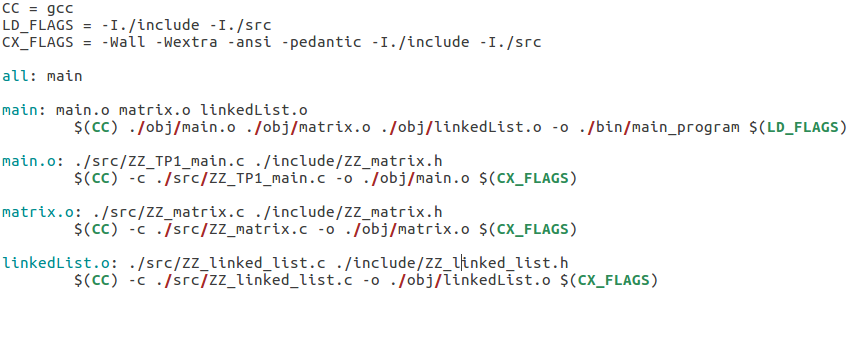 CC = gcc
LD_FLAGS = -I./include -I./src
CX_FLAGS = -Wall -Wextra -ansi -pedantic -I./include -I./src
all: main
main: main.o matrix.o linkedList.o
$(CC) ./obj/main.o ./obj/matrix.o ./obj/linkedList.o -o ./bin/main_program $(LD_FLAGS)
main.o: ./src/ZZ_TP1_main.c ./include/ZZ_matrix.h
$(CC) -c ./src/ZZ_TP1_main.c -o ./obj/main.o $(CX_FLAGS)
matrix.o: ./src/ZZ_matrix.c ./include/ZZ_matrix.h
$(CC) -c ./src/ZZ_matrix.c -o ./obj/matrix.o $(CX_FLAGS)
linkedList.o: ./src/ZZ_linked_list.c ./include/ZZ_linked_list.h
$(CC) -c ./src/ZZ_linked_list.c -o ./obj/linkedList.o $(CX_FLAGS)